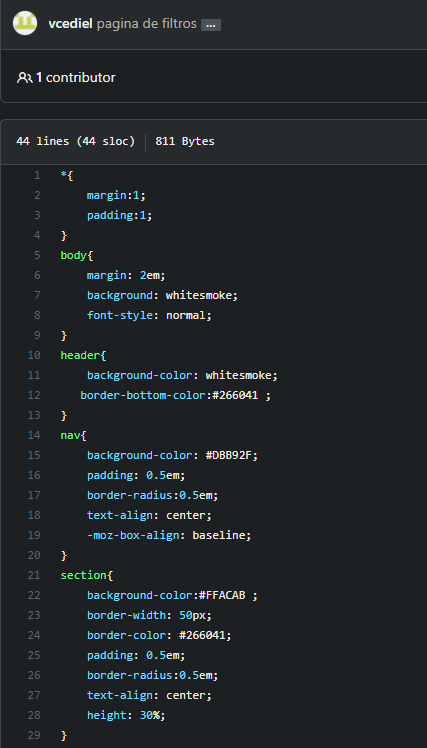 vcediel pagina de filtros ...
1 contributor
44 lines (44 sloc) 811 Bytes
1 *{
2 margin:1;
3 padding:1;
4 }
5 body{
6 margin: 2em;
7 background: whitesmoke;
8 font-style: normal;
9 }
10 header{
11 background-color: whitesmoke;
12 border-bottom-color:#266041 ;
13 }
14 nav{
15 background-color: #DBB92F;
16 padding: 0.5em;
17 border-radius:0.5em;
18 text-align: center;
19 -moz-box-align: baseline;
20 }
21 section{
22 background-color:#FFACAB ;
23 border-width: 50px;
24 border-color: #266041;
25 padding: 0.5em;
26 border-radius:0.5em;
27 text-align: center;
28 height: 30%;
29 }